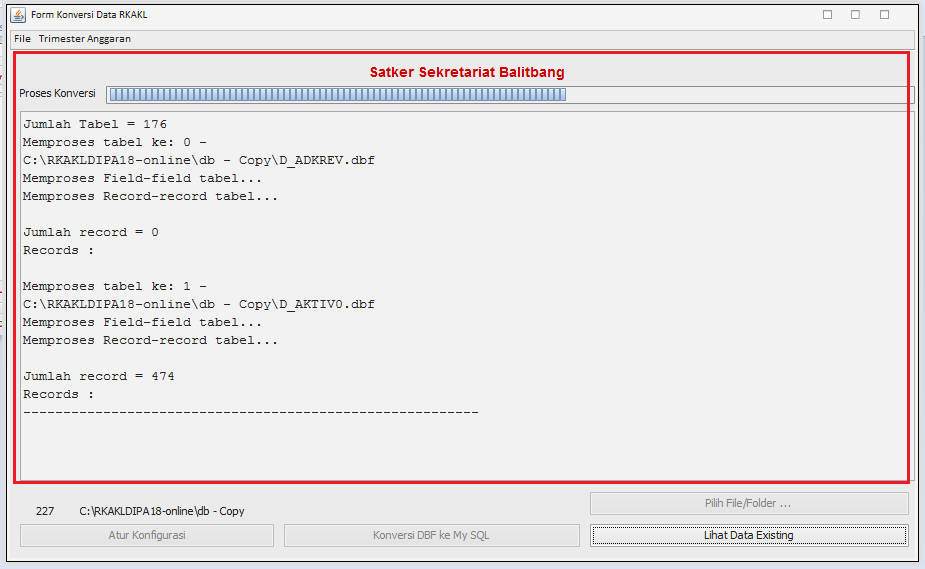 Form Konversi Data RKAKL
File Trimester Anggaran
Satker Sekretariat Balitbang
Proses Konversi
Jumlah Tabel = 176
Memproses tabel ke: 0 -
C:\RKAKLDIPA18-online\db - Copy\D_ADKREV.dbf
Memproses Field-field tabel...
Memproses Record-record tabel...
Jumlah record = 0
Records :
Memproses tabel ke: 1 -
C:\RKAKLDIPA18-online\db - Copy\D_AKTIV0.dbf
Memproses Field-field tabel...
Memproses Record-record tabel...
Jumlah record = 474
Records :
---------------------------------------------------------
Pilih File/Folder ...
227 C:\RKAKLDIPA18-online\db - Copy
Atur Konfigurasi Konversi DBF ke My SQL Lihat Data Existing